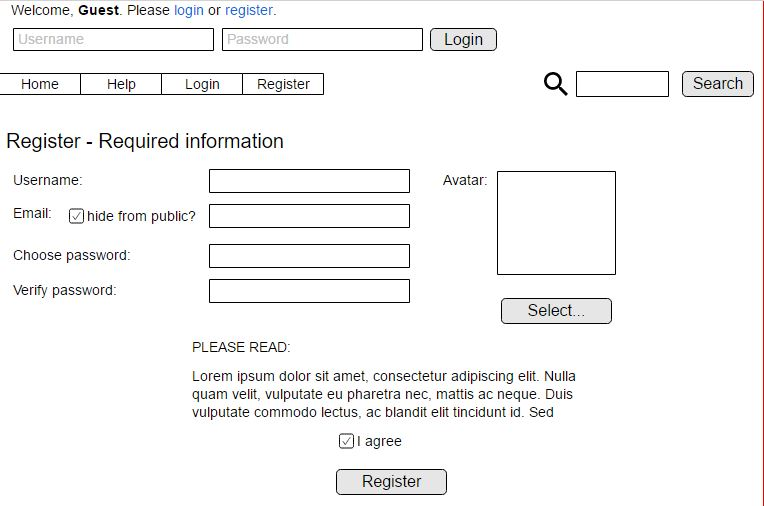 Welcome, Guest. Please login or register.
Username Password Login
Home Help Login Register Search
Register - Required information
Username: Avatar:
Email: hide from public?
Choose password:
Verify password:
Select...
PLEASE READ:
Lorem ipsum dolor sit amet, consectetur adipiscing elit. Nulla
quam velit, vulputate eu pharetra nec, mattis ac neque. Duis
vulputate commodo lectus, ac blandit elit tincidunt id. Sed
I agree
Register